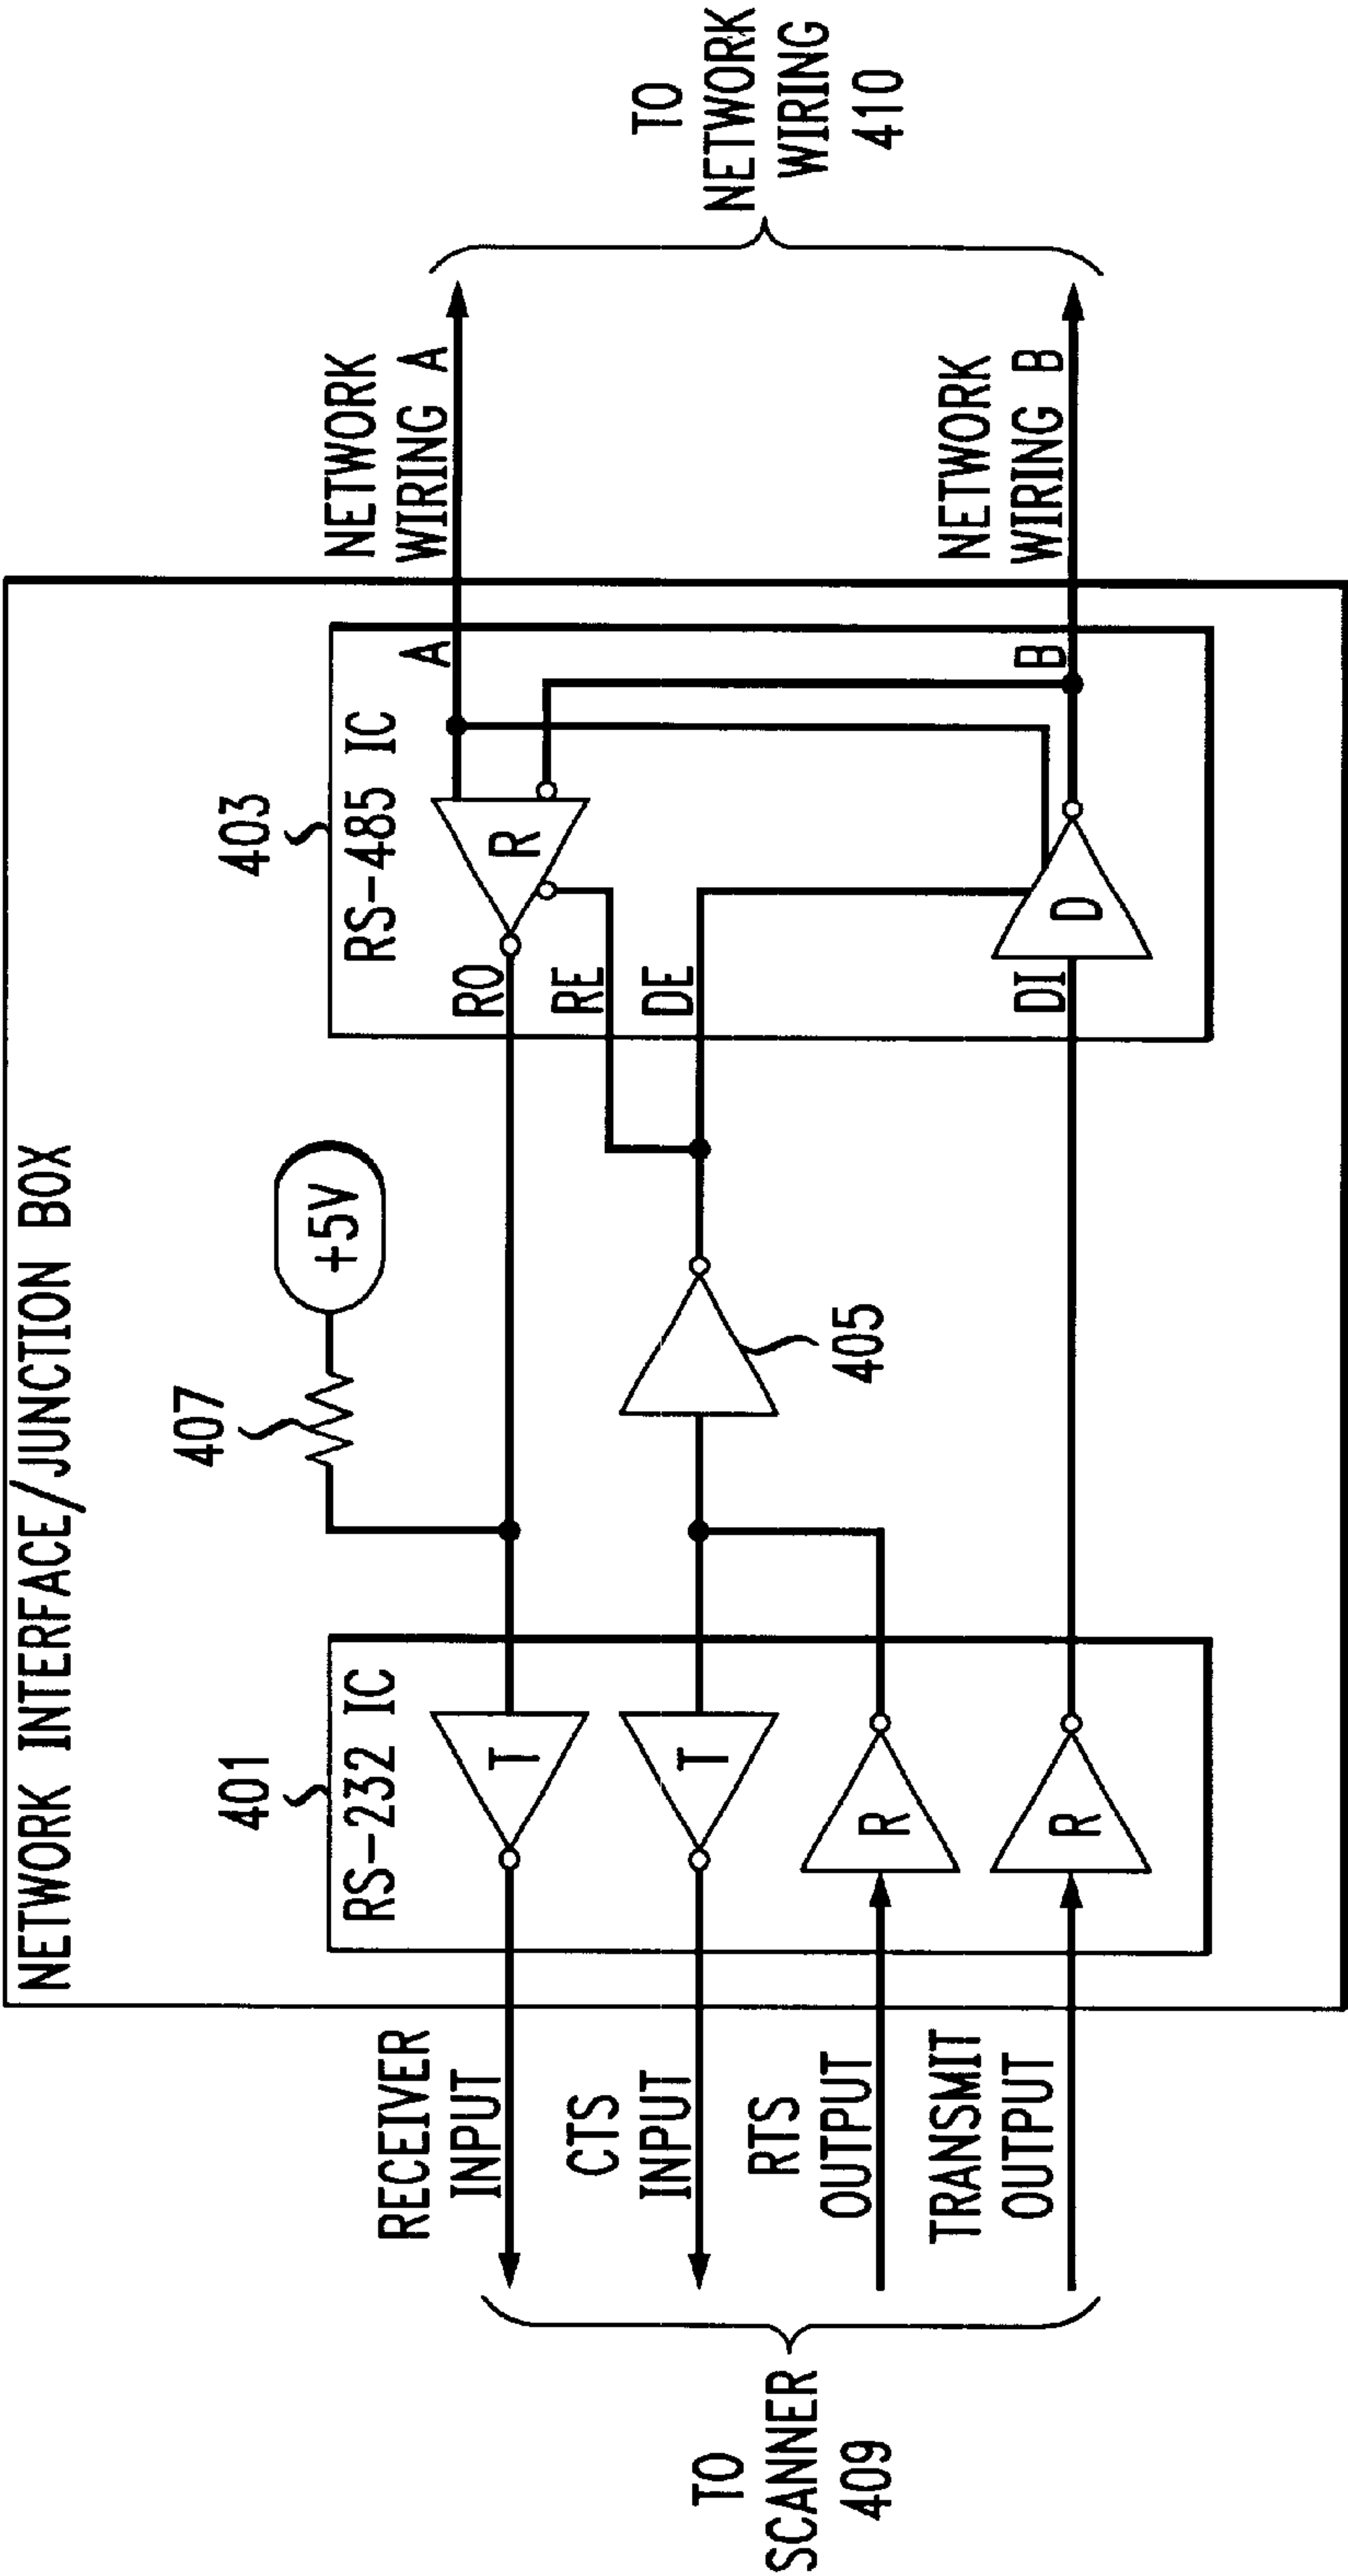 NETWORK INTERFACE/JUNCTION BOX
401
RS-232 IC
407
+5V
403
RS-485 IC
RECEIVER
INPUT
T
RO
R
A
NETWORK
WIRING A
CTS
INPUT
T
RE
DE
405
RTS
OUTPUT
R
TRANSMIT
OUTPUT
R
DI
D
B
NETWORK
WIRING B
TO
SCANNER
409
TO
NETWORK
WIRING
410